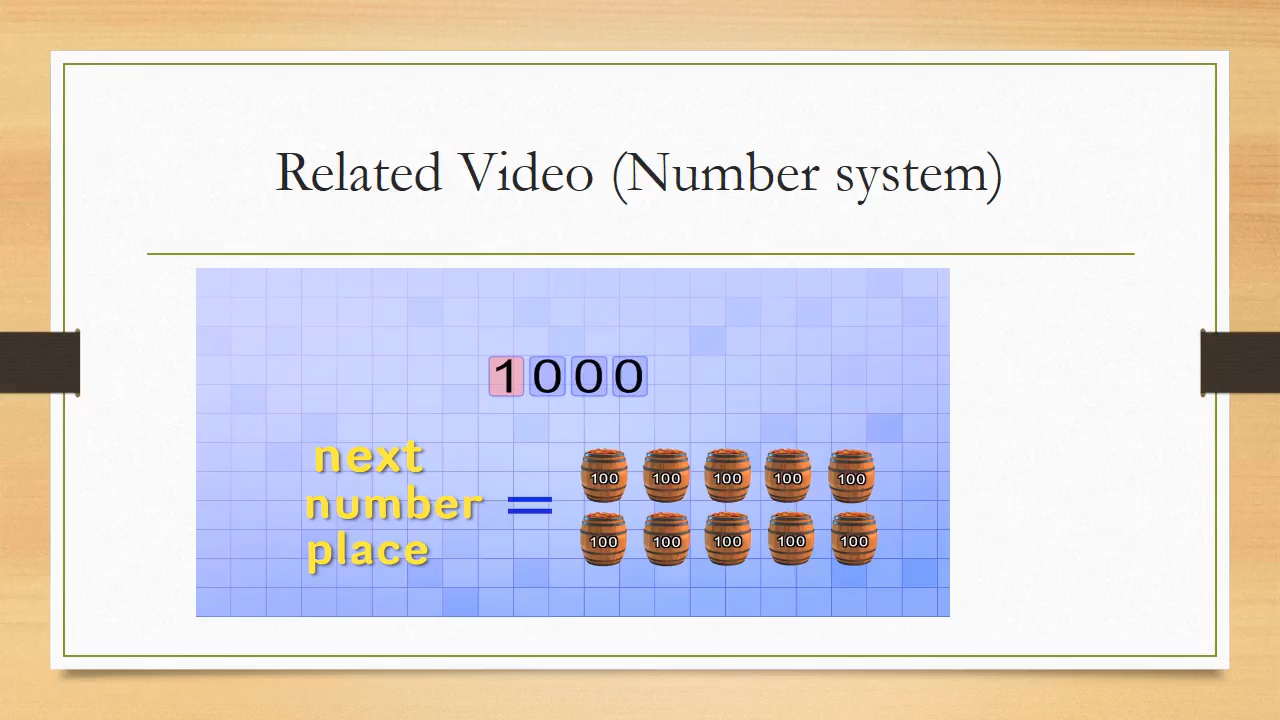 Related Video (Number system)
1000
next
number =
place
100 100 100 100 100
100 100 100 100 100